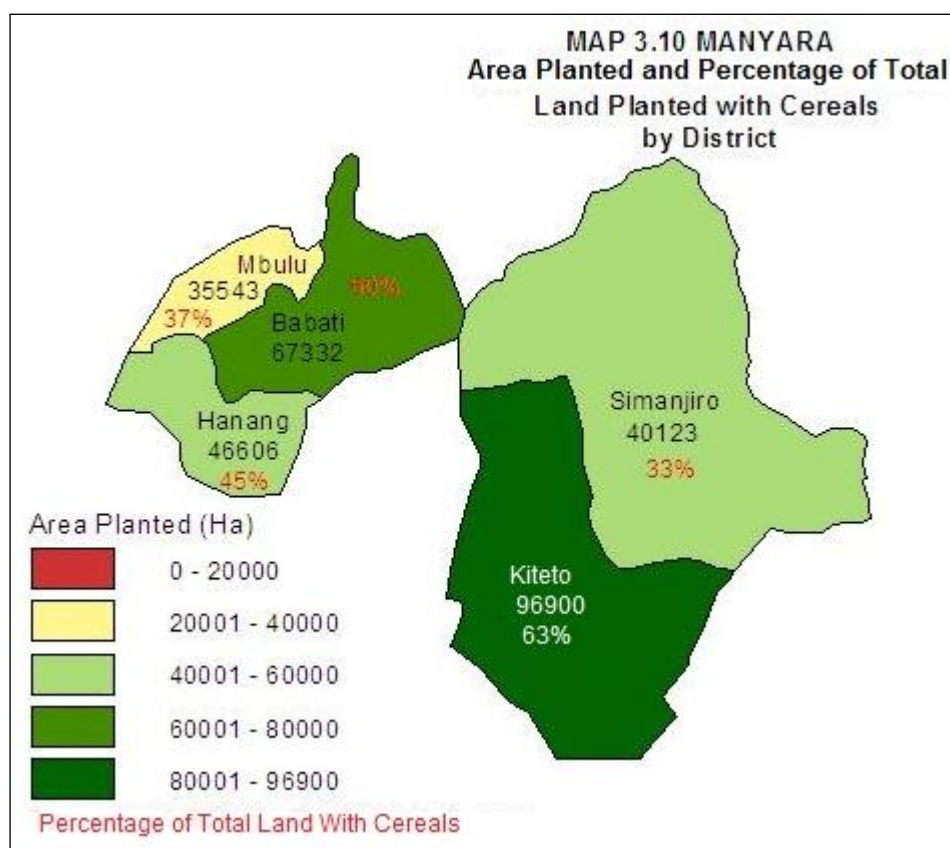 MAP 3.10 MANYARA
Area Planted and Percentage of Total
Land Planted with Cereals
by District
Mbulu
35543
37%
Babati
67332
Hanang
46606
45%
Simanjiro
40123
33%
Kiteto
96900
63%
Area Planted (Ha)
0 - 20000
20001 - 40000
40001 - 60000
60001 - 80000
80001 - 96900
Percentage of Total Land With Cereals